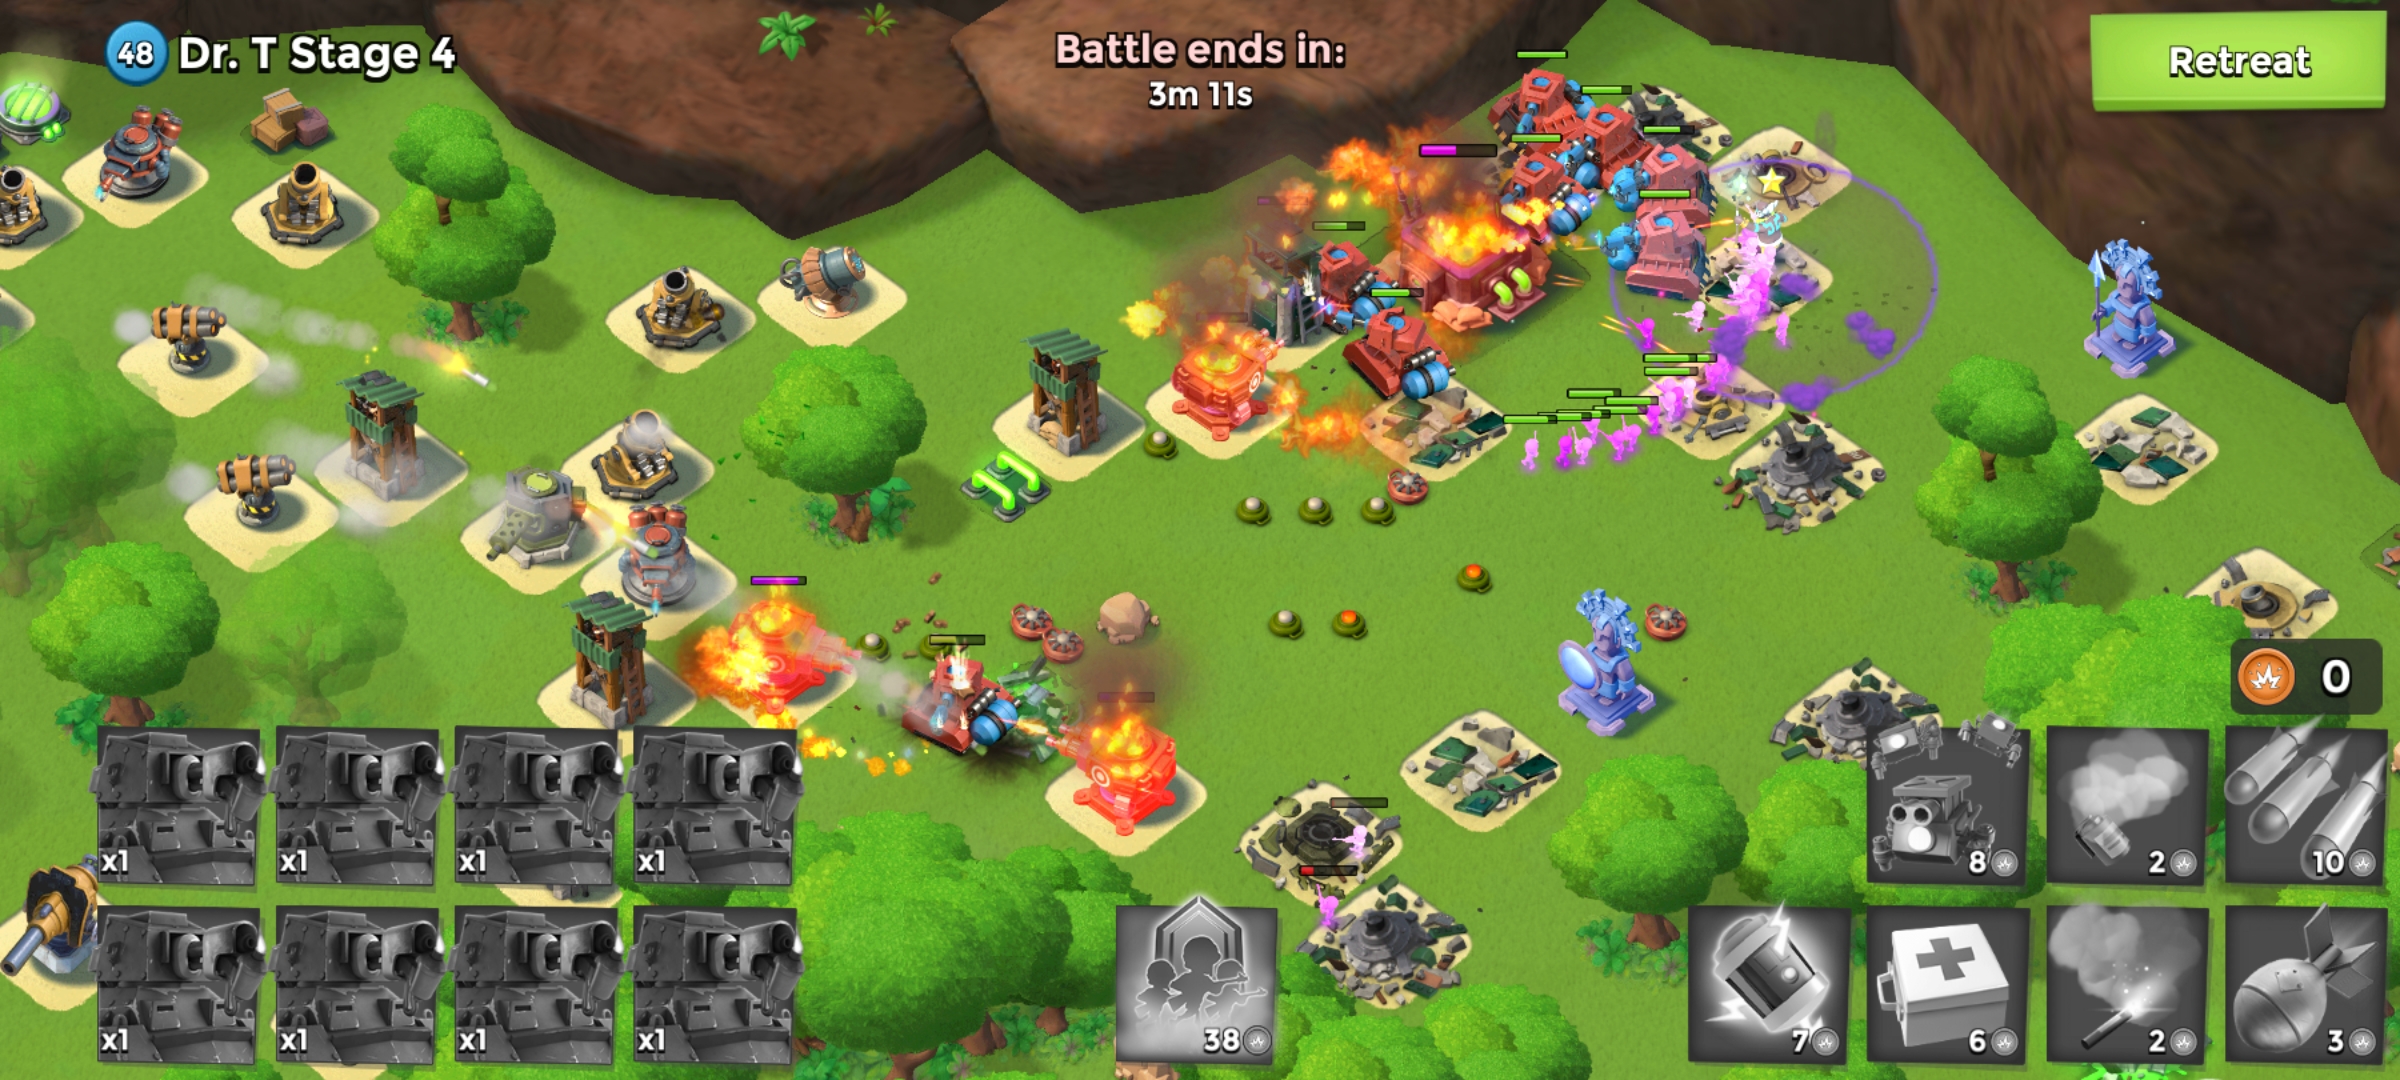 48 Dr. T Stage 4
Battle ends in:
3m 11s
Retreat
0
x1 x1 x1 x1
8 2 10
x1 x1 x1 x1
38 7 6 2 3